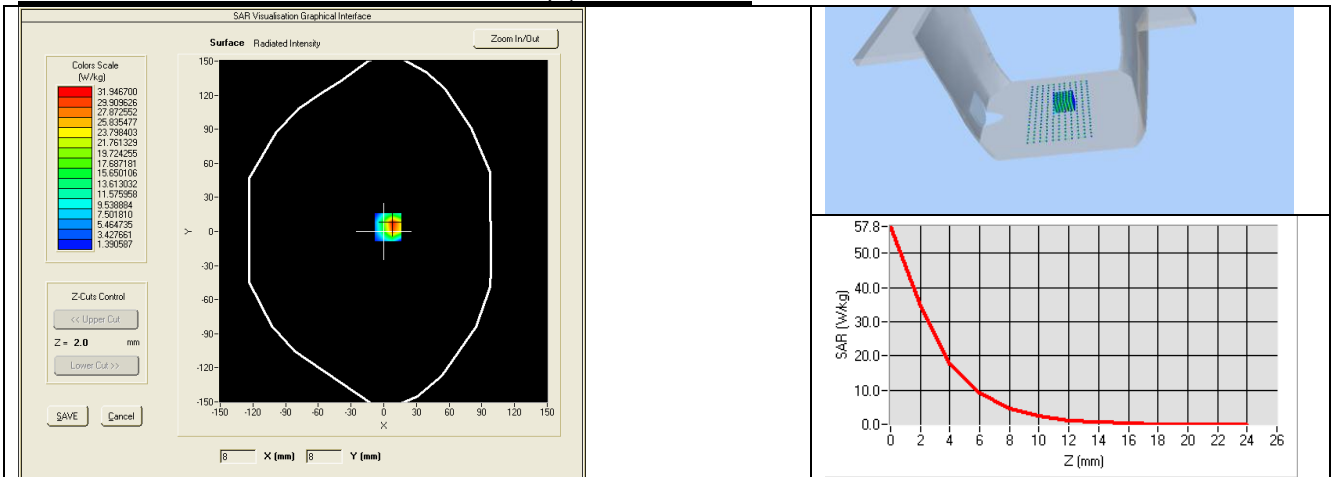 SAR Visualisation Graphical Interface
Surface Radiated Intensity
Zoom In/Out
Colors Scale
(W/kg)
31.946700
29.909626
27.872552
25.835477
23.798403
21.761329
19.724255
17.687181
15.650106
13.613032
11.575958
9.538884
7.501810
5.464735
3.427661
1.390587
Z-Cuts Control
<< Upper Cut
Z = 2.0 mm
Lower Cut >>
SAVE Cancel
150
120
90
60
30
Y 0
-30
-60
-90
-120
-150
-150 -120 -90 -60 -30 0 30 60 90 120 150
X
8 X (mm) 8 Y (mm)
57.8
50.0
40.0
30.0
20.0
10.0
0.0
SAR (W/kg)
0 2 4 6 8 10 12 14 16 18 20 22 24 26
Z (mm)